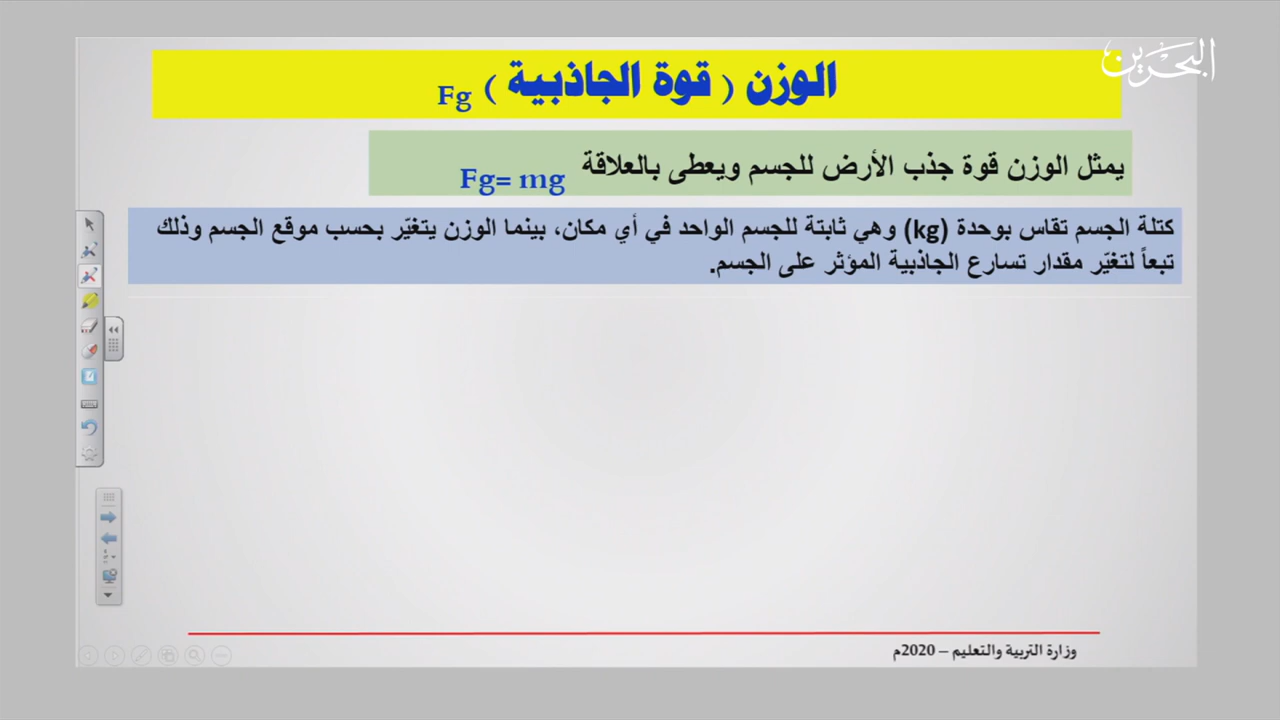 البحرين
الوزن ( قوة الجاذبية ) Fg
يمثل الوزن قوة جذب الأرض للجسم ويعطى بالعلاقة Fg= mg
كتلة الجسم تقاس بوحدة (kg) وهي ثابتة للجسم الواحد في أي مكان، بينما الوزن يتغيّر بحسب موقع الجسم وذلك
تبعاً لتغيّر مقدار تسارع الجاذبية المؤثر على الجسم.
وزارة التربية والتعليم – 2020م